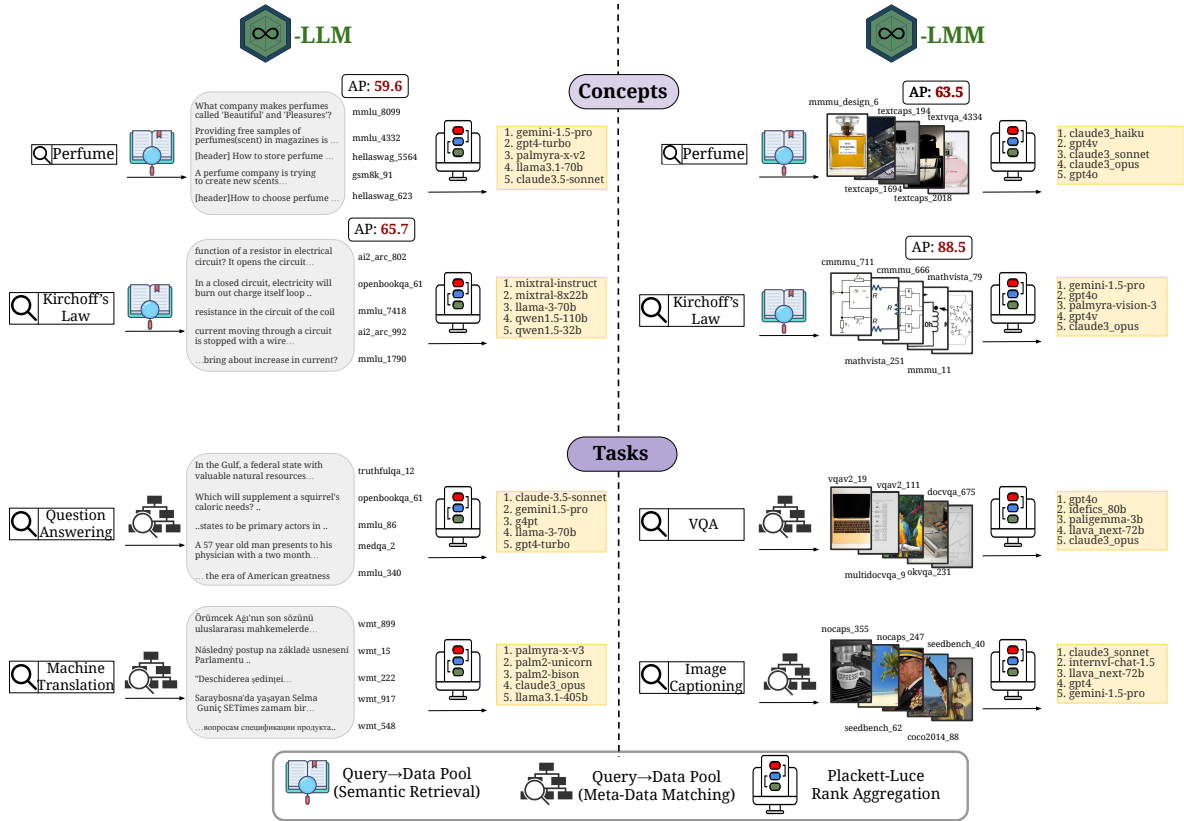 -LLM
-LMM
Concepts
Perfume
AP: 59.6
What company makes perfumes
called 'Beautiful' and 'Pleasures'?
mmlu_8099
Providing free samples of
perfumes(scent) in magazines is …
mmlu_4332
[header] How to store perfume …
hellaswag_5564
A perfume company is trying
to create new scents…
gsm8k_91
[header]How to choose perfume …
hellaswag_623
1. gemini-1.5-pro
2. gpt4-turbo
3. palmyra-x-v2
4. llama3.1-70b
5. claude3.5-sonnet
Perfume
AP: 63.5
mmmu_design_6
textcaps_194
textvqa_4334
textcaps_1694
textcaps_2018
1. claude3_haiku
2. gpt4v
3. claude3_sonnet
4. claude3_opus
5. gpt4o
Kirchoff's
Law
AP: 65.7
function of a resistor in electrical
circuit? It opens the circuit…
ai2_arc_802
In a closed circuit, electricity will
burn out charge itself loop ..
openbookqa_61
resistance in the circuit of the coil
mmlu_7418
current moving through a circuit
is stopped with a wire…
ai2_arc_992
…bring about increase in current?
mmlu_1790
1. mixtral-instruct
2. mixtral-8x22b
3. llama-3-70b
4. qwen1.5-110b
5. qwen1.5-32b
Kirchoff's
Law
AP: 88.5
cmmmu_711
cmmmu_666
mathvista_79
mathvista_251
mmmu_11
1. gemini-1.5-pro
2. gpt4o
3. palmyra-vision-3
4. gpt4v
5. claude3_opus
Tasks
Question
Answering
In the Gulf, a federal state with
valuable natural resources…
truthfulqa_12
Which will supplement a squirrel's
caloric needs? ..
openbookqa_61
..states to be primary actors in ..
mmlu_86
A 57 year old man presents to his
physician with a two month…
medqa_2
… the era of American greatness
mmlu_340
1. claude-3.5-sonnet
2. gemini1.5-pro
3. g4pt
4. llama-3-70b
5. gpt4-turbo
VQA
vqav2_19
vqav2_111
docvqa_675
multidocvqa_9
okvqa_231
1. gpt4o
2. idefics_80b
3. paligemma-3b
4. llava_next-72b
5. claude3_opus
Machine
Translation
Örümcek Ağı'nın son sözünü
uluslararası mahkemelerde…
wmt_899
Následný postup na základě usnesení
Parlamentu ..
wmt_15
"Deschiderea ședinței…
wmt_222
Saraybosna'da yaşayan Selma
Guniç SETimes zamam bir…
wmt_917
…вопросам спецификации продукта..
wmt_548
1. palmyra-x-v3
2. palm2-unicorn
3. palm2-bison
4. claude3_opus
5. llama3.1-405b
Image
Captioning
nocaps_355
nocaps_247
seedbench_40
ESPRESS
seedbench_62
coco2014_88
1. claude3_sonnet
2. internvl-chat-1.5
3. llava_next-72b
4. gpt4
5. gemini-1.5-pro
Query→Data Pool
(Semantic Retrieval)
Query→Data Pool
(Meta-Data Matching)
Plackett-Luce
Rank Aggregation